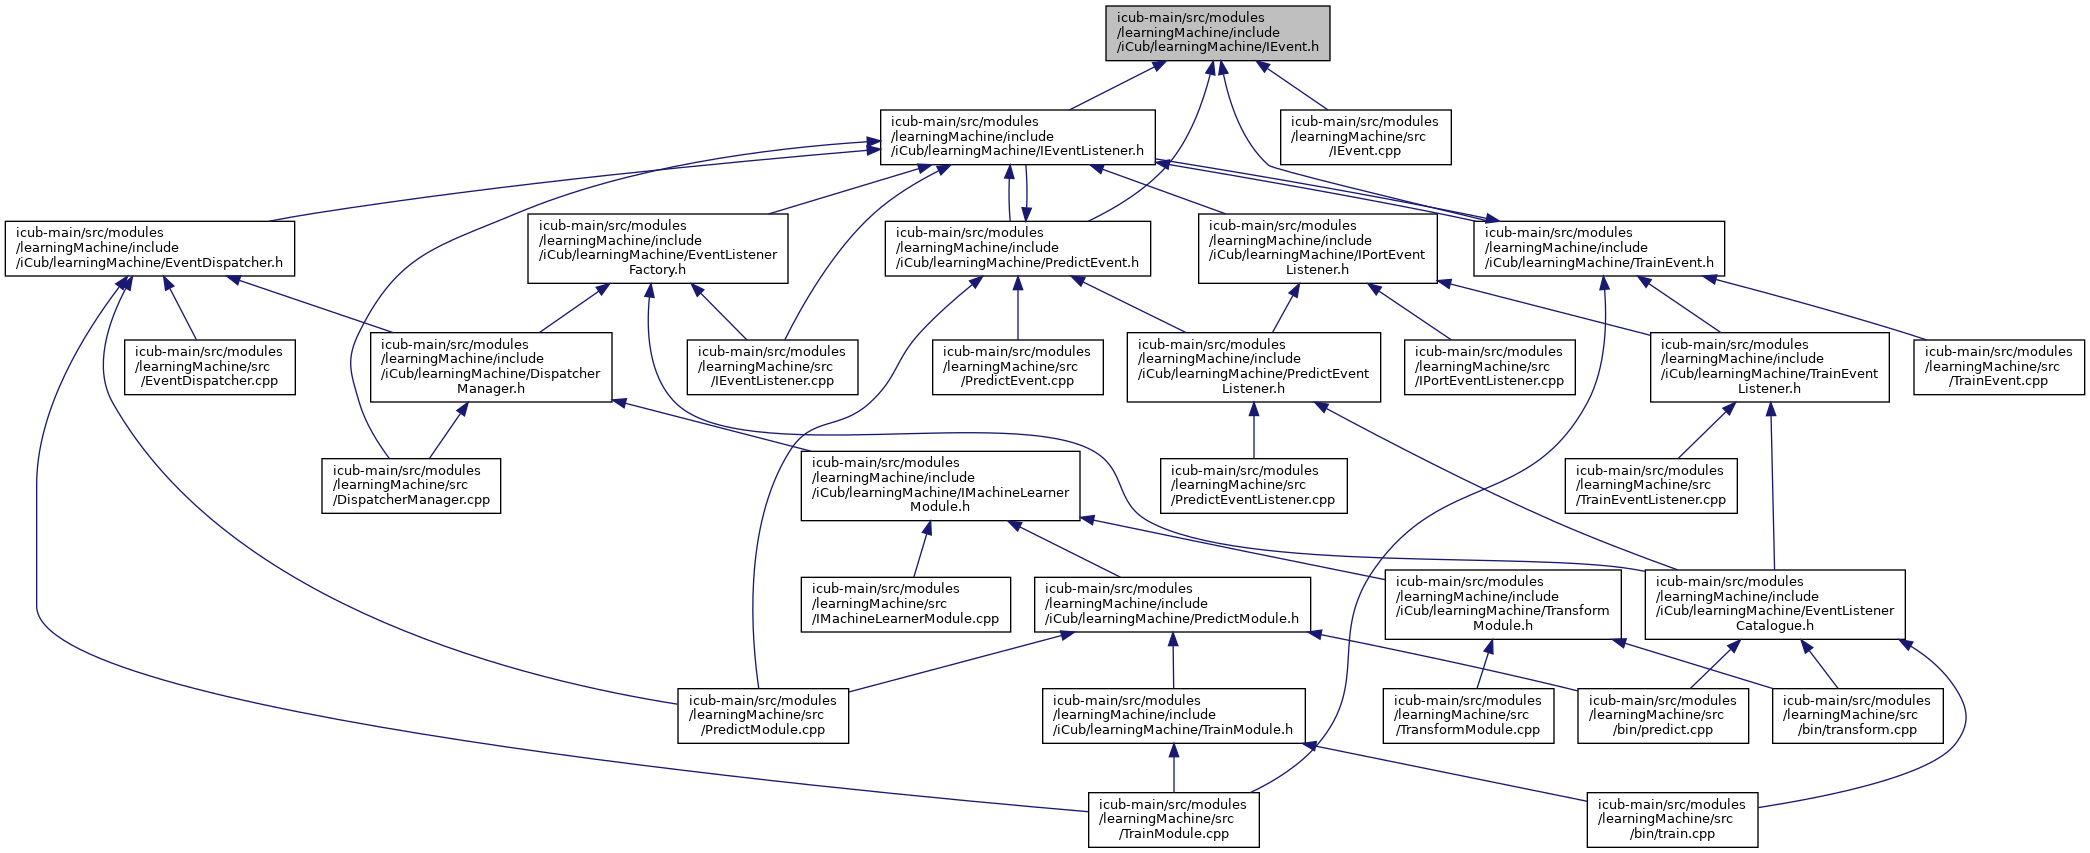 icub-main/src/modules
/learningMachine/include
/iCub/learningMachine/IEvent.h
icub-main/src/modules
/learningMachine/include
/iCub/learningMachine/IEventListener.h
icub-main/src/modules
/learningMachine/src
/IEvent.cpp
icub-main/src/modules
/learningMachine/include
/iCub/learningMachine/EventDispatcher.h
icub-main/src/modules
/learningMachine/include
/iCub/learningMachine/EventListener
Factory.h
icub-main/src/modules
/learningMachine/include
/iCub/learningMachine/PredictEvent.h
icub-main/src/modules
/learningMachine/include
/iCub/learningMachine/IPortEvent
Listener.h
icub-main/src/modules
/learningMachine/include
/iCub/learningMachine/TrainEvent.h
icub-main/src/modules
/learningMachine/src
/EventDispatcher.cpp
icub-main/src/modules
/learningMachine/include
/iCub/learningMachine/Dispatcher
Manager.h
icub-main/src/modules
/learningMachine/src
/IEventListener.cpp
icub-main/src/modules
/learningMachine/src
/PredictEvent.cpp
icub-main/src/modules
/learningMachine/include
/iCub/learningMachine/PredictEvent
Listener.h
icub-main/src/modules
/learningMachine/src
/IPortEventListener.cpp
icub-main/src/modules
/learningMachine/include
/iCub/learningMachine/TrainEvent
Listener.h
icub-main/src/modules
/learningMachine/src
/TrainEvent.cpp
icub-main/src/modules
/learningMachine/src
/DispatcherManager.cpp
icub-main/src/modules
/learningMachine/include
/iCub/learningMachine/IMachineLearner
Module.h
icub-main/src/modules
/learningMachine/src
/PredictEventListener.cpp
icub-main/src/modules
/learningMachine/src
/TrainEventListener.cpp
icub-main/src/modules
/learningMachine/src
/IMachineLearnerModule.cpp
icub-main/src/modules
/learningMachine/include
/iCub/learningMachine/PredictModule.h
icub-main/src/modules
/learningMachine/include
/iCub/learningMachine/Transform
Module.h
icub-main/src/modules
/learningMachine/include
/iCub/learningMachine/EventListener
Catalogue.h
icub-main/src/modules
/learningMachine/src
/PredictModule.cpp
icub-main/src/modules
/learningMachine/include
/iCub/learningMachine/TrainModule.h
icub-main/src/modules
/learningMachine/src
/TransformModule.cpp
icub-main/src/modules
/learningMachine/src
/bin/predict.cpp
icub-main/src/modules
/learningMachine/src
/bin/transform.cpp
icub-main/src/modules
/learningMachine/src
/TrainModule.cpp
icub-main/src/modules
/learningMachine/src
/bin/train.cpp